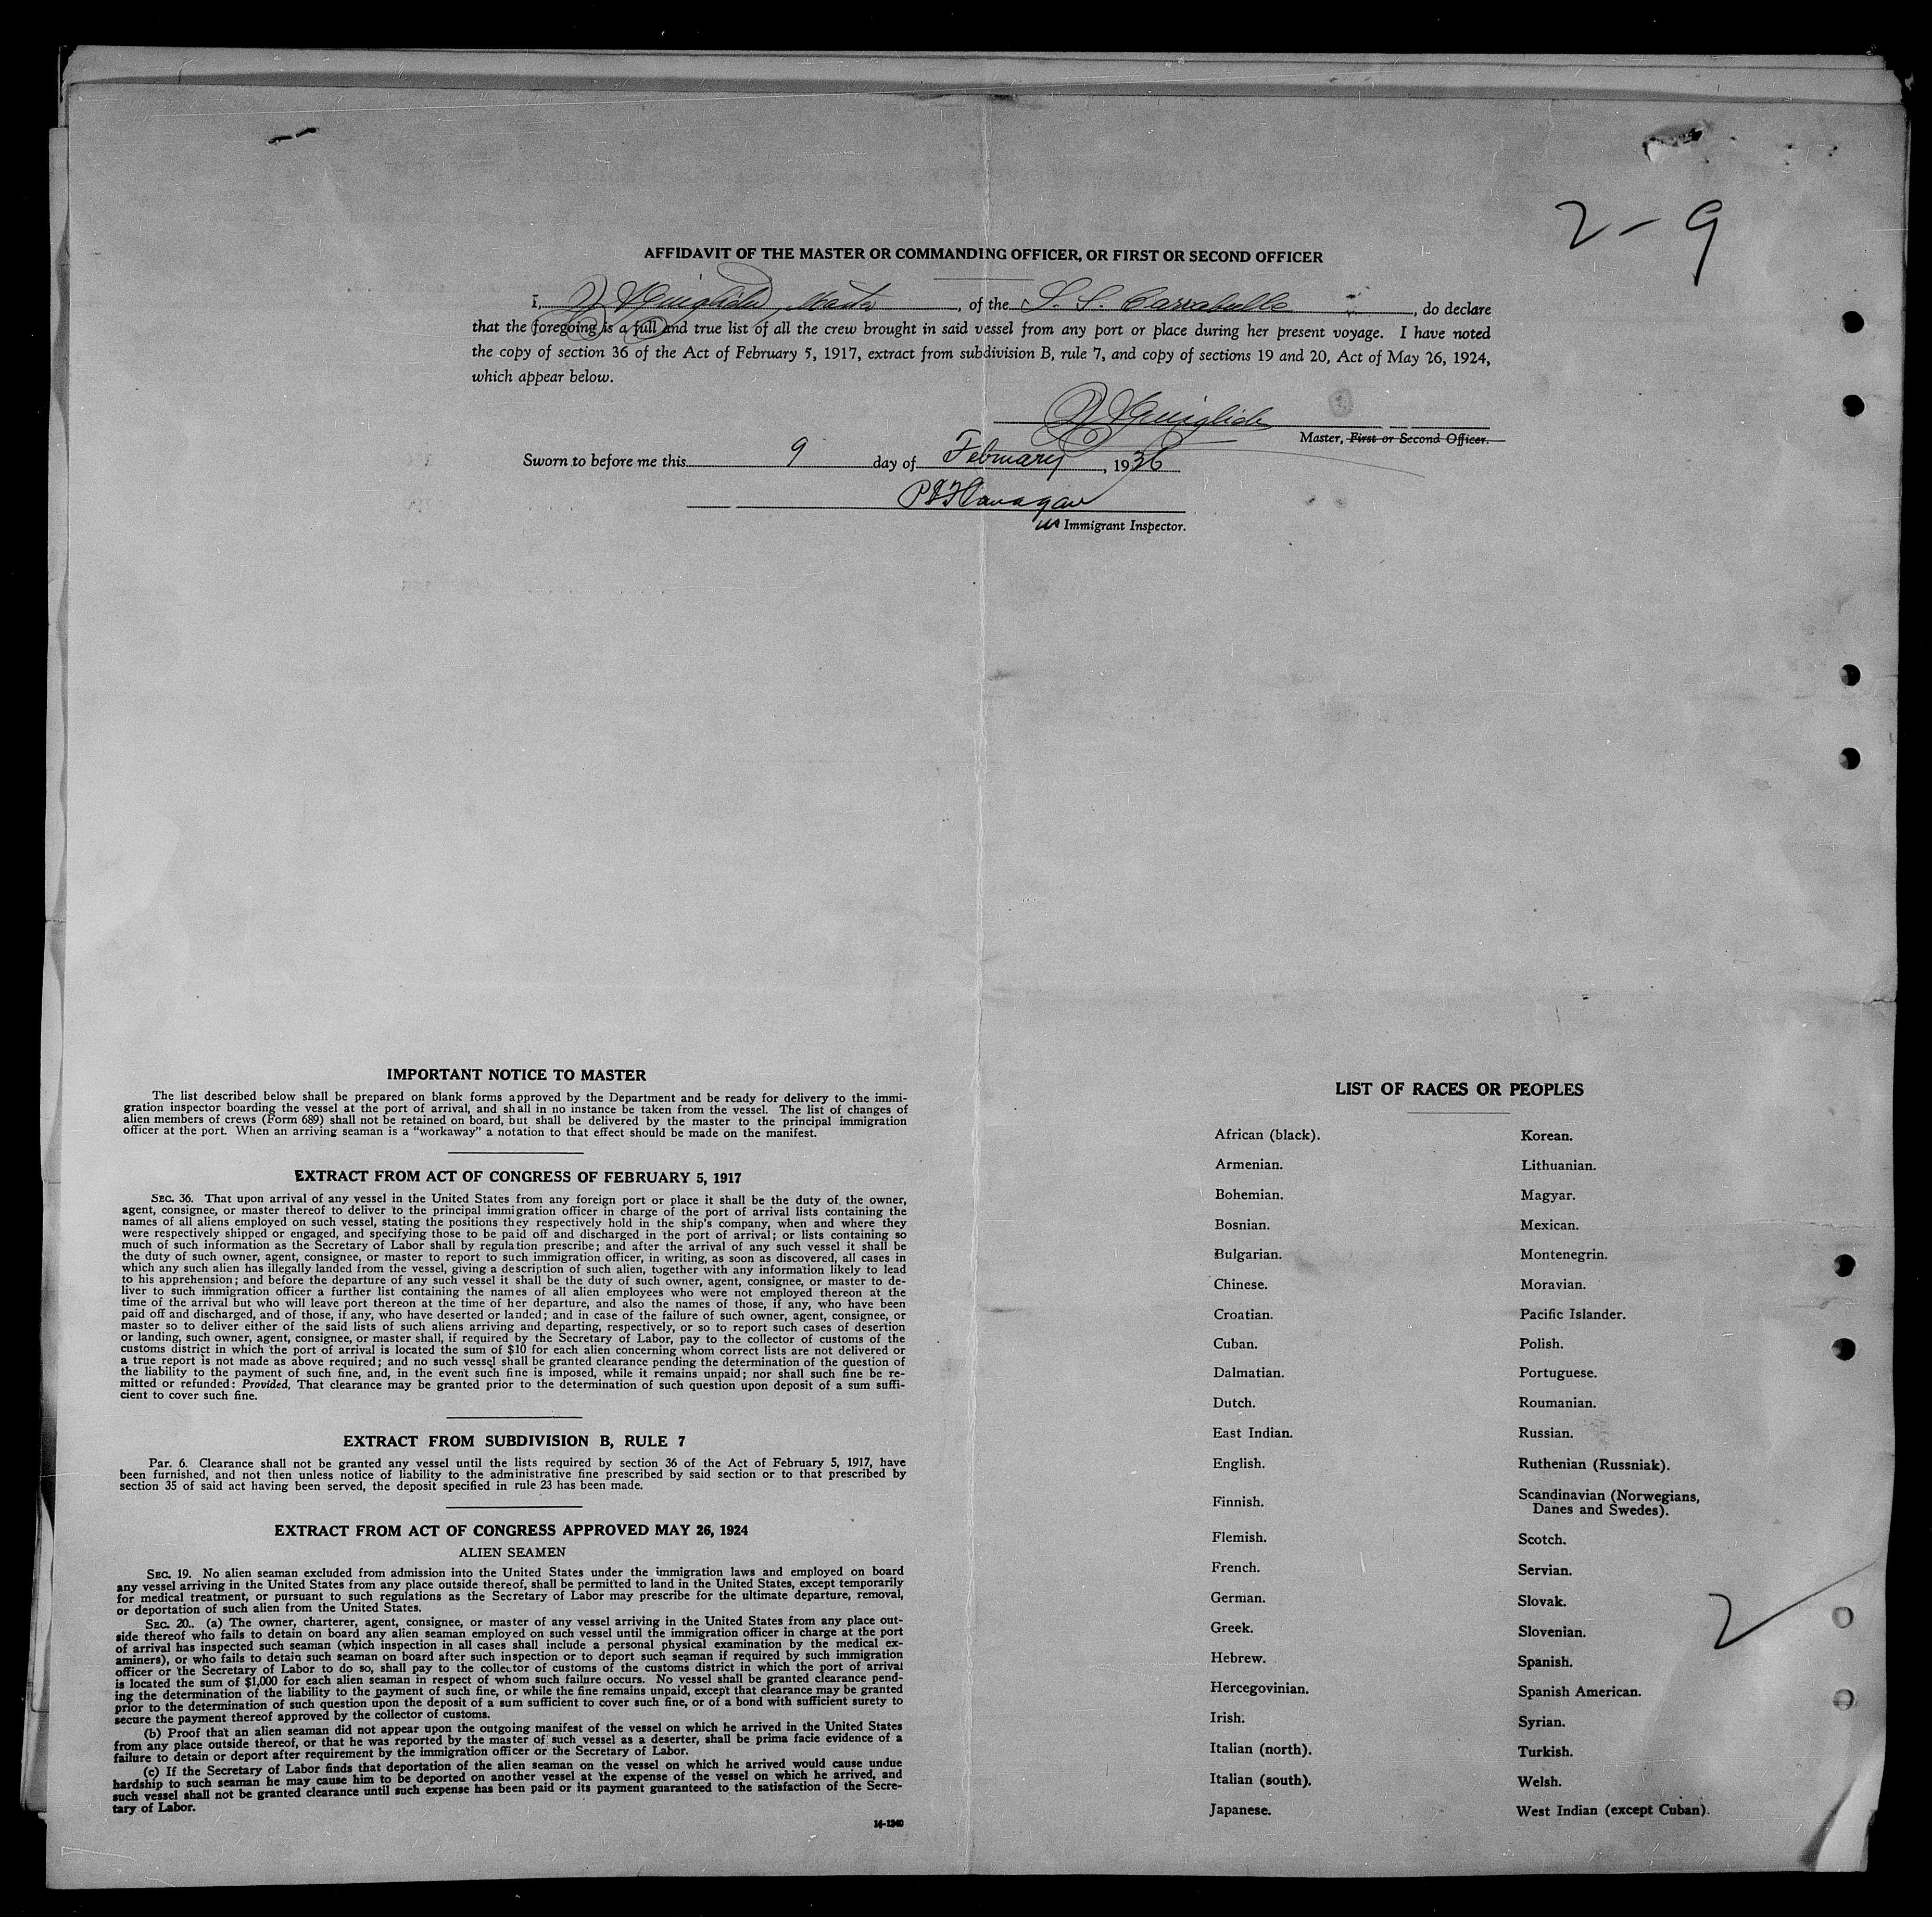 2 - 9
AFFIDAVIT OF THE MASTER OR COMMANDING OFFICER, OR FIRST OR SECOND OFFICER
I, Master, of the S. S. Carrabulle, do declare
that the foregoing is a full and true list of all the crew brought in said vessel from any port or place during her present voyage. I have noted
the copy of section 36 of the Act of February 5, 1917, extract from subdivision B, rule 7, and copy of sections 19 and 20, Act of May 26, 1924,
which appear below.
Master, First or Second Officer.
Sworn to before me this 9 day of February, 1936
P Flanagan
US Immigrant Inspector.
IMPORTANT NOTICE TO MASTER
The list described below shall be prepared on blank forms approved by the Department and be ready for delivery to the immi-
gration inspector boarding the vessel at the port of arrival, and shall in no instance be taken from the vessel. The list of changes of
alien members of crews (Form 689) shall not be retained on board, but shall be delivered by the master to the principal immigration
officer at the port. When an arriving seaman is a "workaway" a notation to that effect should be made on the manifest.
EXTRACT FROM ACT OF CONGRESS OF FEBRUARY 5, 1917
SEC. 36. That upon arrival of any vessel in the United States from any foreign port or place it shall be the duty of the owner,
agent, consignee, or master thereof to deliver to the principal immigration officer in charge of the port of arrival lists containing the
names of all aliens employed on such vessel, stating the positions they respectively hold in the ship's company, when and where they
were respectively shipped or engaged, and specifying those to be paid off and discharged in the port of arrival; or lists containing so
much of such information as the Secretary of Labor shall by regulation prescribe; and after the arrival of any such vessel it shall be
the duty of such owner, agent, consignee, or master to report to such immigration officer, in writing, as soon as discovered, all cases in
which any such alien has illegally landed from the vessel, giving a description of such alien, together with any information likely to lead
to his apprehension; and before the departure of any such vessel it shall be the duty of such owner, agent, consignee, or master to de-
liver to such immigration officer a further list containing the names of all alien employees who were not employed thereon at the
time of the arrival but who will leave port thereon at the time of her departure, and also the names of those, if any, who have been
paid off and discharged, and of those, if any, who have deserted or landed; and in case of the failure of such owner, agent, consignee, or
master so to deliver either of the said lists of such aliens arriving and departing, respectively, or so to report such cases of desertion
or landing, such owner, agent, consignee, or master shall, if required by the Secretary of Labor, pay to the collector of customs of the
customs district in which the port of arrival is located the sum of $10 for each alien concerning whom correct lists are not delivered or
a true report is not made as above required; and no such vessel shall be granted clearance pending the determination of the question of
the liability to the payment of such fine, and, in the event such fine is imposed, while it remains unpaid; nor shall such fine be re-
mitted or refunded: Provided, That clearance may be granted prior to the determination of such question upon deposit of a sum suffi-
cient to cover such fine.
EXTRACT FROM SUBDIVISION B, RULE 7
Par. 6. Clearance shall not be granted any vessel until the lists required by section 36 of the Act of February 5, 1917, have
been furnished, and not then unless notice of liability to the administrative fine prescribed by said section or to that prescribed by
section 35 of said act having been served, the deposit specified in rule 23 has been made.
EXTRACT FROM ACT OF CONGRESS APPROVED MAY 26, 1924
ALIEN SEAMEN
SEC. 19. No alien seaman excluded from admission into the United States under the immigration laws and employed on board
any vessel arriving in the United States from any place outside thereof, shall be permitted to land in the United States, except temporarily
for medical treatment, or pursuant to such regulations as the Secretary of Labor may prescribe for the ultimate departure, removal,
or deportation of such alien from the United States.
SEC. 20.. (a) The owner, charterer, agent, consignee, or master of any vessel arriving in the United States from any place out-
side thereof who fails to detain on board any alien seaman employed on such vessel until the immigration officer in charge at the port
of arrival has inspected such seaman (which inspection in all cases shall include a personal physical examination by the medical ex-
aminers), or who fails to detain such seaman on board after such inspection or to deport such seaman if required by such immigration
officer or the Secretary of Labor to do so, shall pay to the collector of customs of the customs district in which the port of arrival
is located the sum of $1,000 for each alien seaman in respect of whom such failure occurs. No vessel shall be granted clearance pend-
ing the determination of the liability to the payment of such fine, or while the fine remains unpaid, except that clearance may be granted
prior to the determination of such question upon the deposit of a sum sufficient to cover such fine, or of a bond with sufficient surety to
secure the payment thereof approved by the collector of customs.
(b) Proof that an alien seaman did not appear upon the outgoing manifest of the vessel on which he arrived in the United States
from any place outside thereof, or that he was reported by the master of such vessel as a deserter, shall be prima facie evidence of a
failure to detain or deport after requirement by the immigration officer or the Secretary of Labor.
(c) If the Secretary of Labor finds that deportation of the alien seaman on the vessel on which he arrived would cause undue
hardship to such seaman he may cause him to be deported on another vessel at the expense of the vessel on which he arrived, and
such vessel shall not be granted clearance until such expense has been paid or its payment guaranteed to the satisfaction of the Secre-
tary of Labor.
14-1240
LIST OF RACES OR PEOPLES
African (black).
Armenian.
Bohemian.
Bosnian.
Bulgarian.
Chinese.
Croatian.
Cuban.
Dalmatian.
Dutch.
East Indian.
English.
Finnish.
Flemish.
French.
German.
Greek.
Hebrew.
Hercegovinian.
Irish.
Italian (north).
Italian (south).
Japanese.
Korean.
Lithuanian.
Magyar.
Mexican.
Montenegrin.
Moravian.
Pacific Islander.
Polish.
Portuguese.
Roumanian.
Russian.
Ruthenian (Russniak).
Scandinavian (Norwegians,
Danes and Swedes).
Scotch.
Servian.
Slovak.
Slovenian.
Spanish.
Spanish American.
Syrian.
Turkish.
Welsh.
West Indian (except Cuban).
2